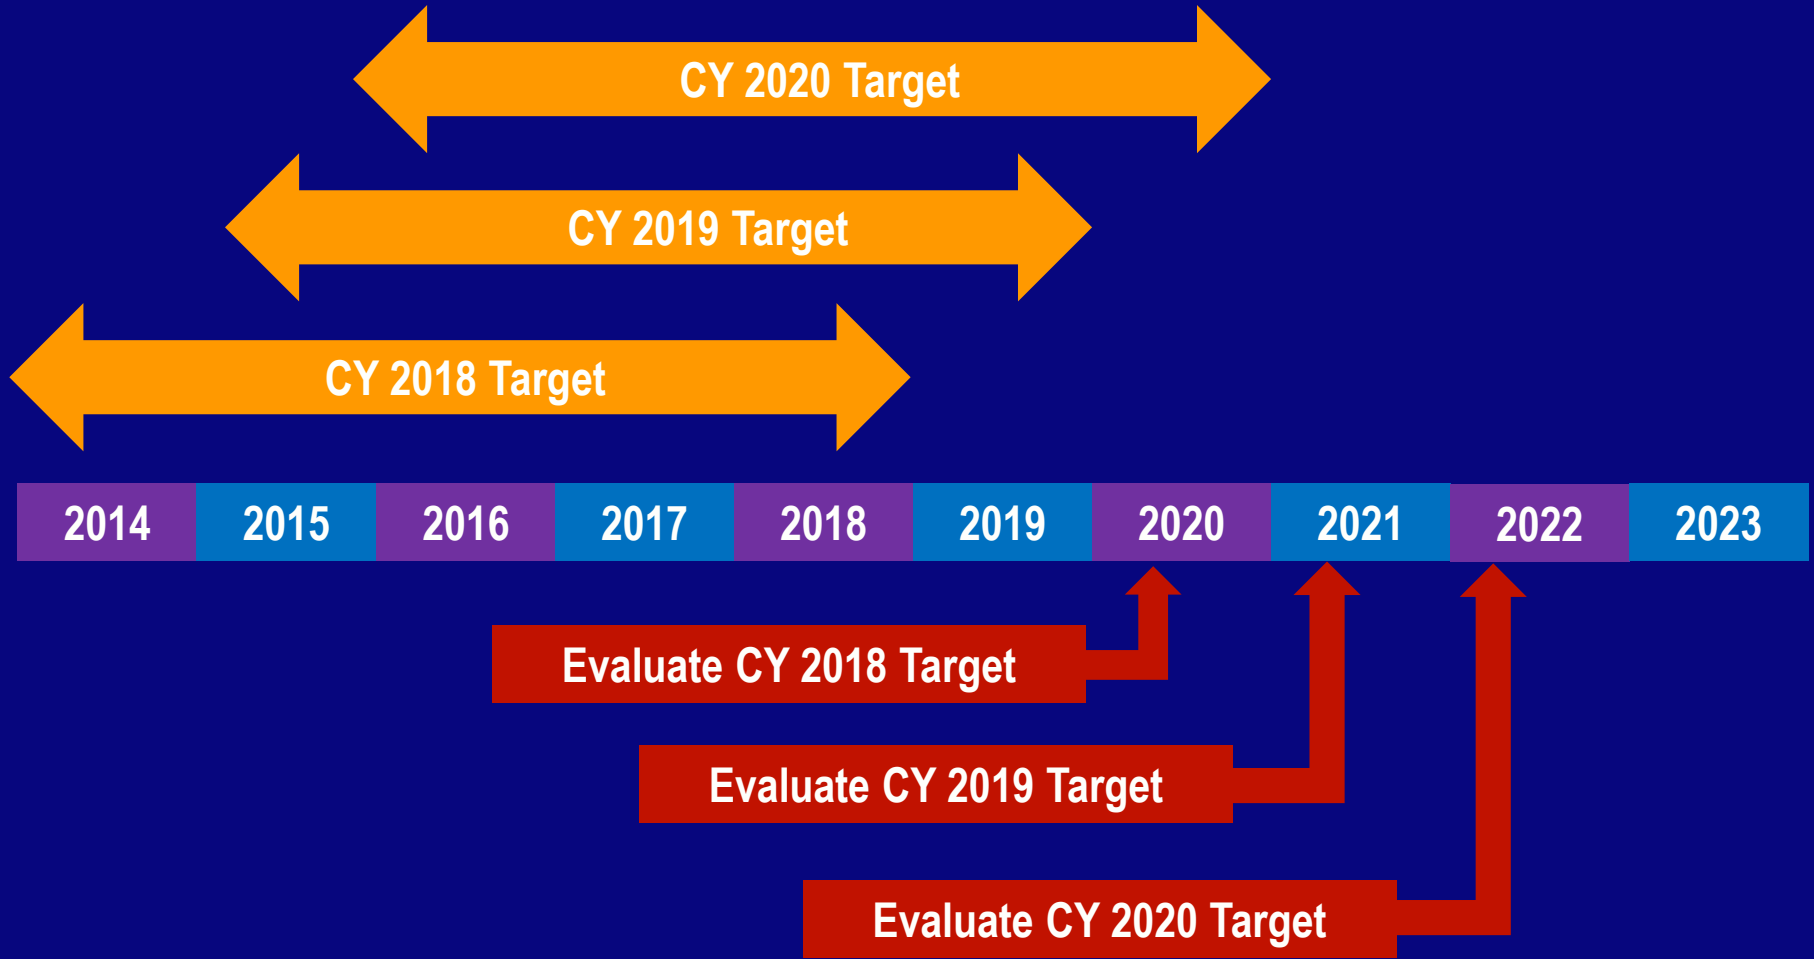 CY 2020 Target
CY 2019 Target
CY 2018 Target
2014 2015 2016 2017 2018 2019 2020 2021 2022 2023
Evaluate CY 2018 Target
Evaluate CY 2019 Target
Evaluate CY 2020 Target